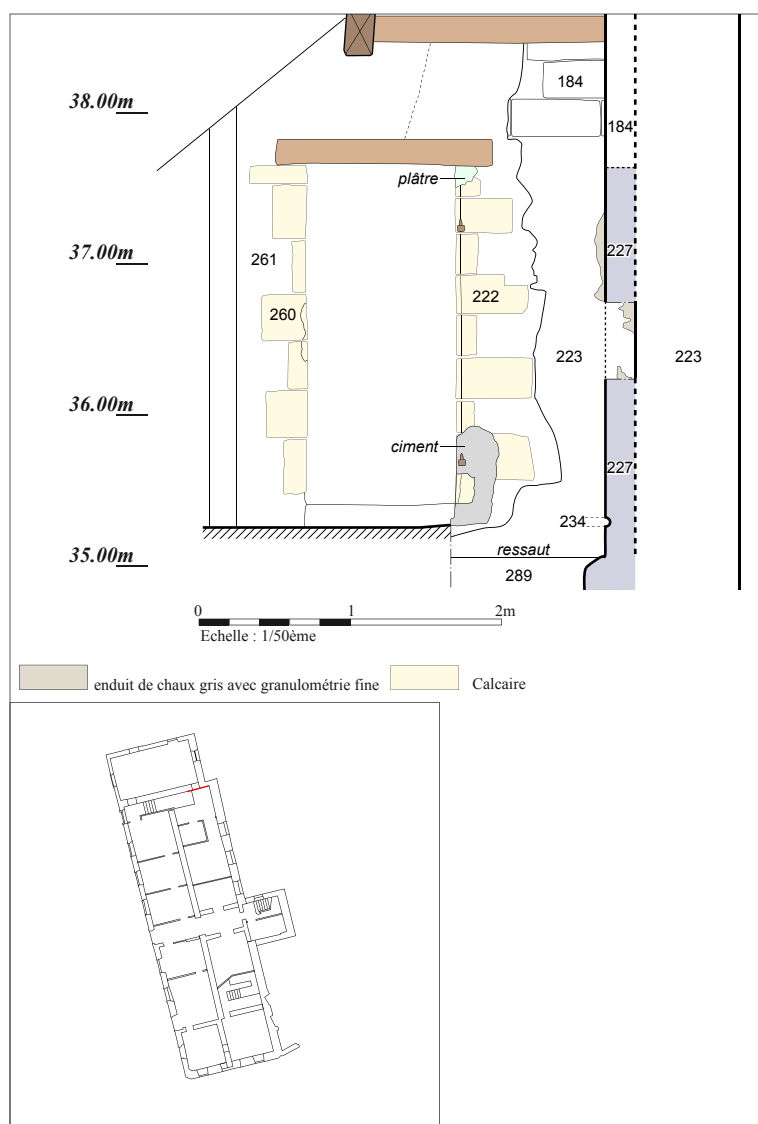 38.00m
184
184
plâtre
37.00m
261
227
260
222
223
223
36.00m
ciment
227
234
ressaut
35.00m
289
0 1 2m
Echelle : 1/50ème
enduit de chaux gris avec granulométrie fine Calcaire